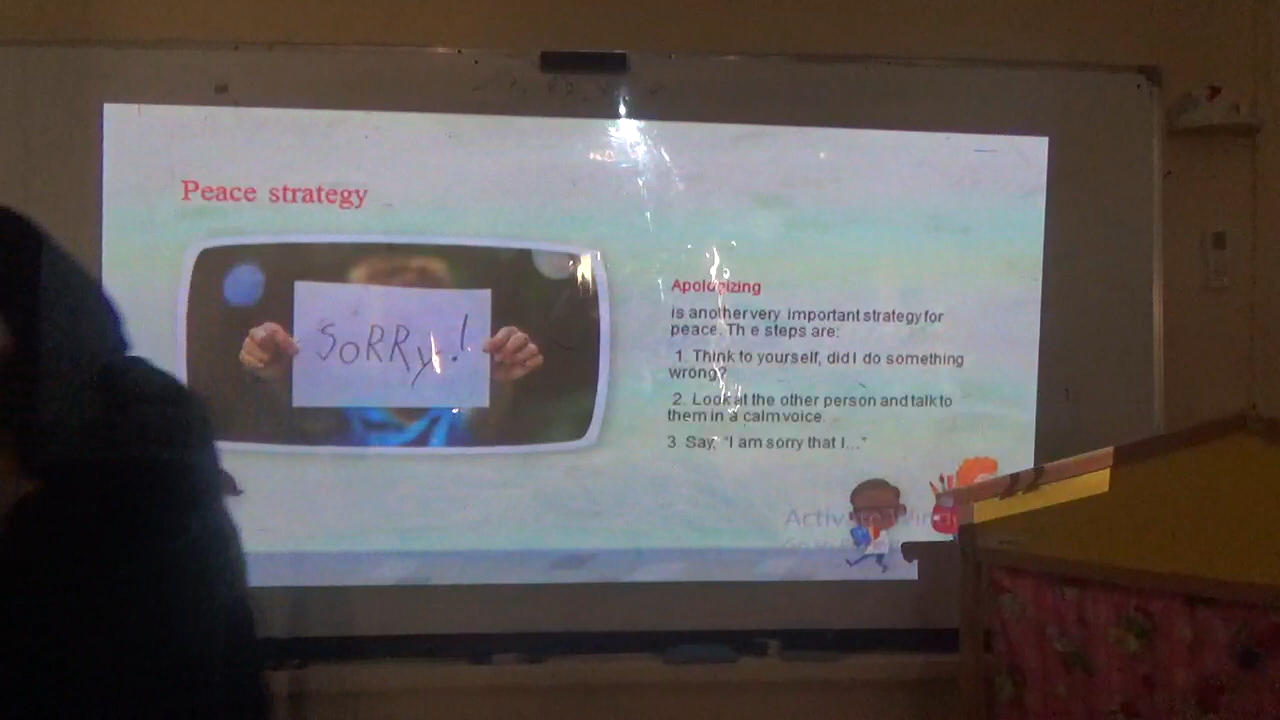 Peace strategy
SoRRy!
Apologizing
is another very important strategy for
peace. Th e steps are:
1. Think to yourself, did I do something
wrong?
2. Look at the other person and talk to
them in a calm voice.
3. Say, "I am sorry that I..."
Activate Wind